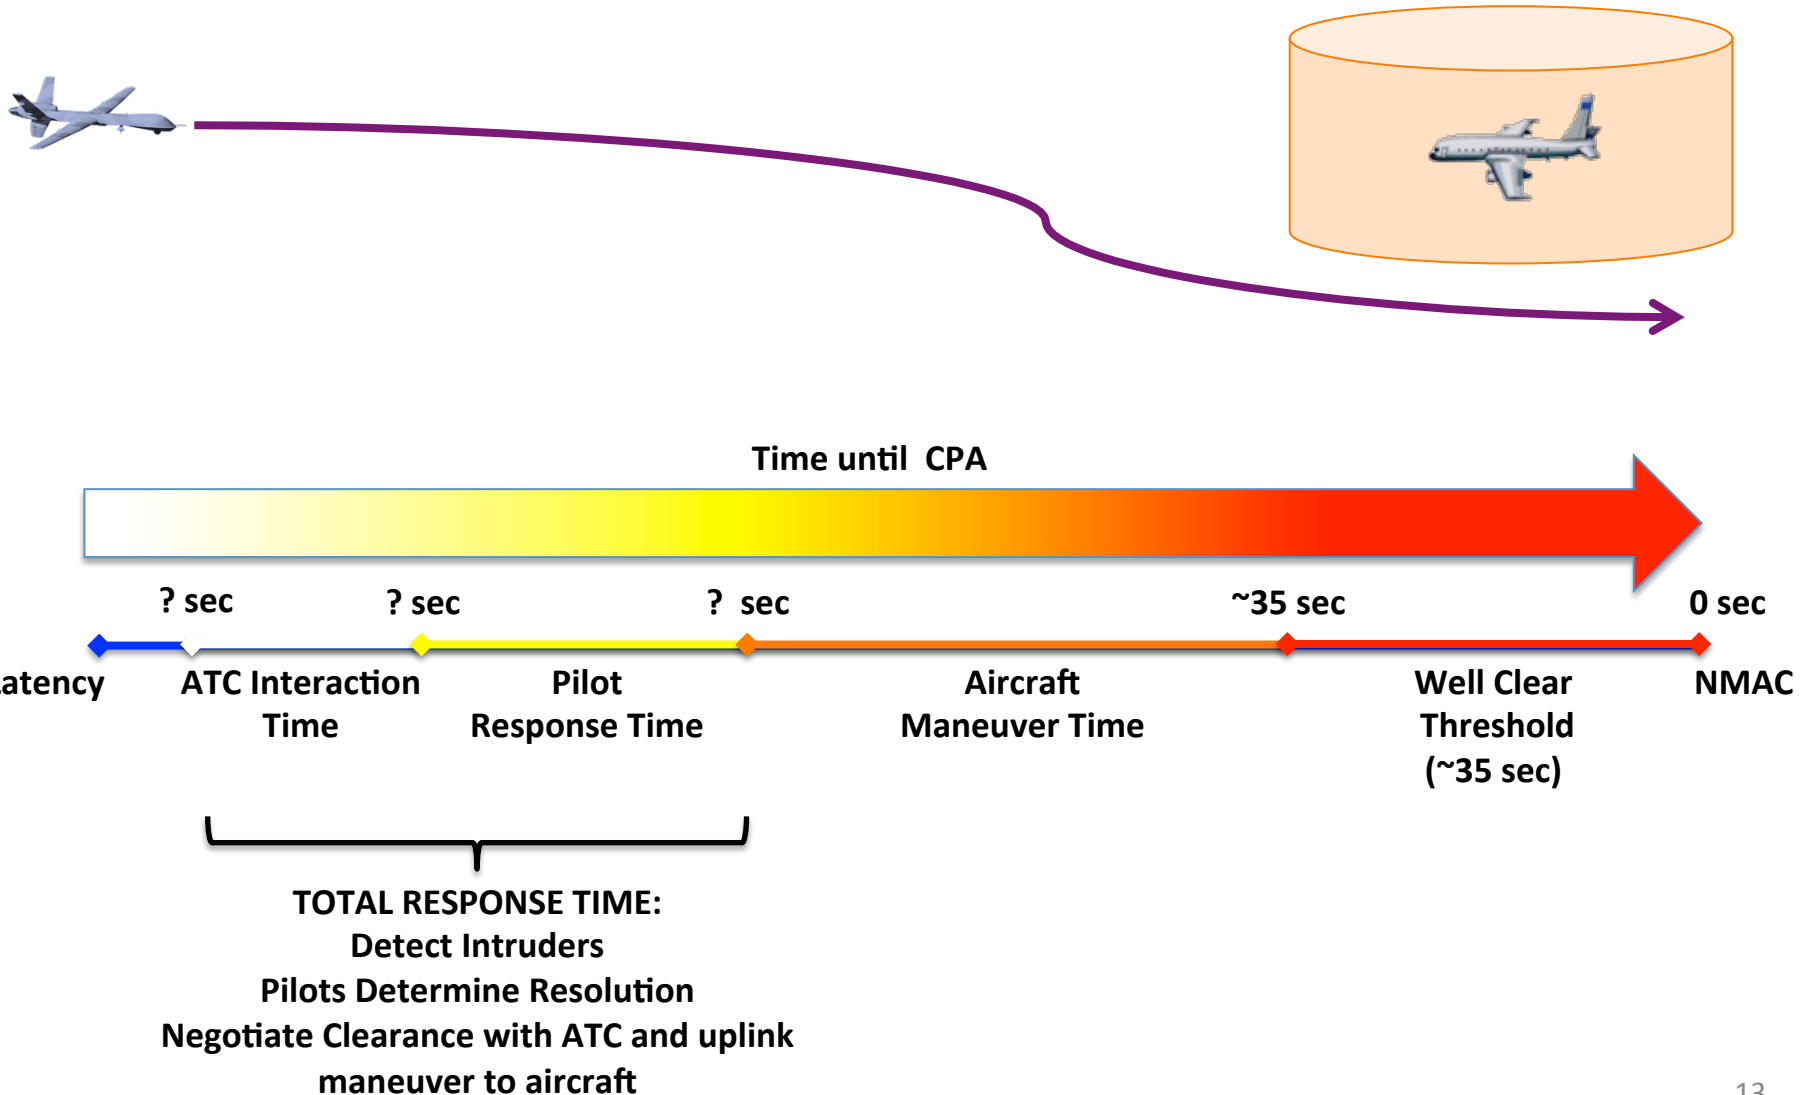 Time until CPA
? sec
? sec
? sec
~35 sec
0 sec
atency
ATC Interaction
Time
Pilot
Response Time
Aircraft
Maneuver Time
Well Clear
Threshold
(~35 sec)
NMAC
TOTAL RESPONSE TIME:
Detect Intruders
Pilots Determine Resolution
Negotiate Clearance with ATC and uplink
maneuver to aircraft
13